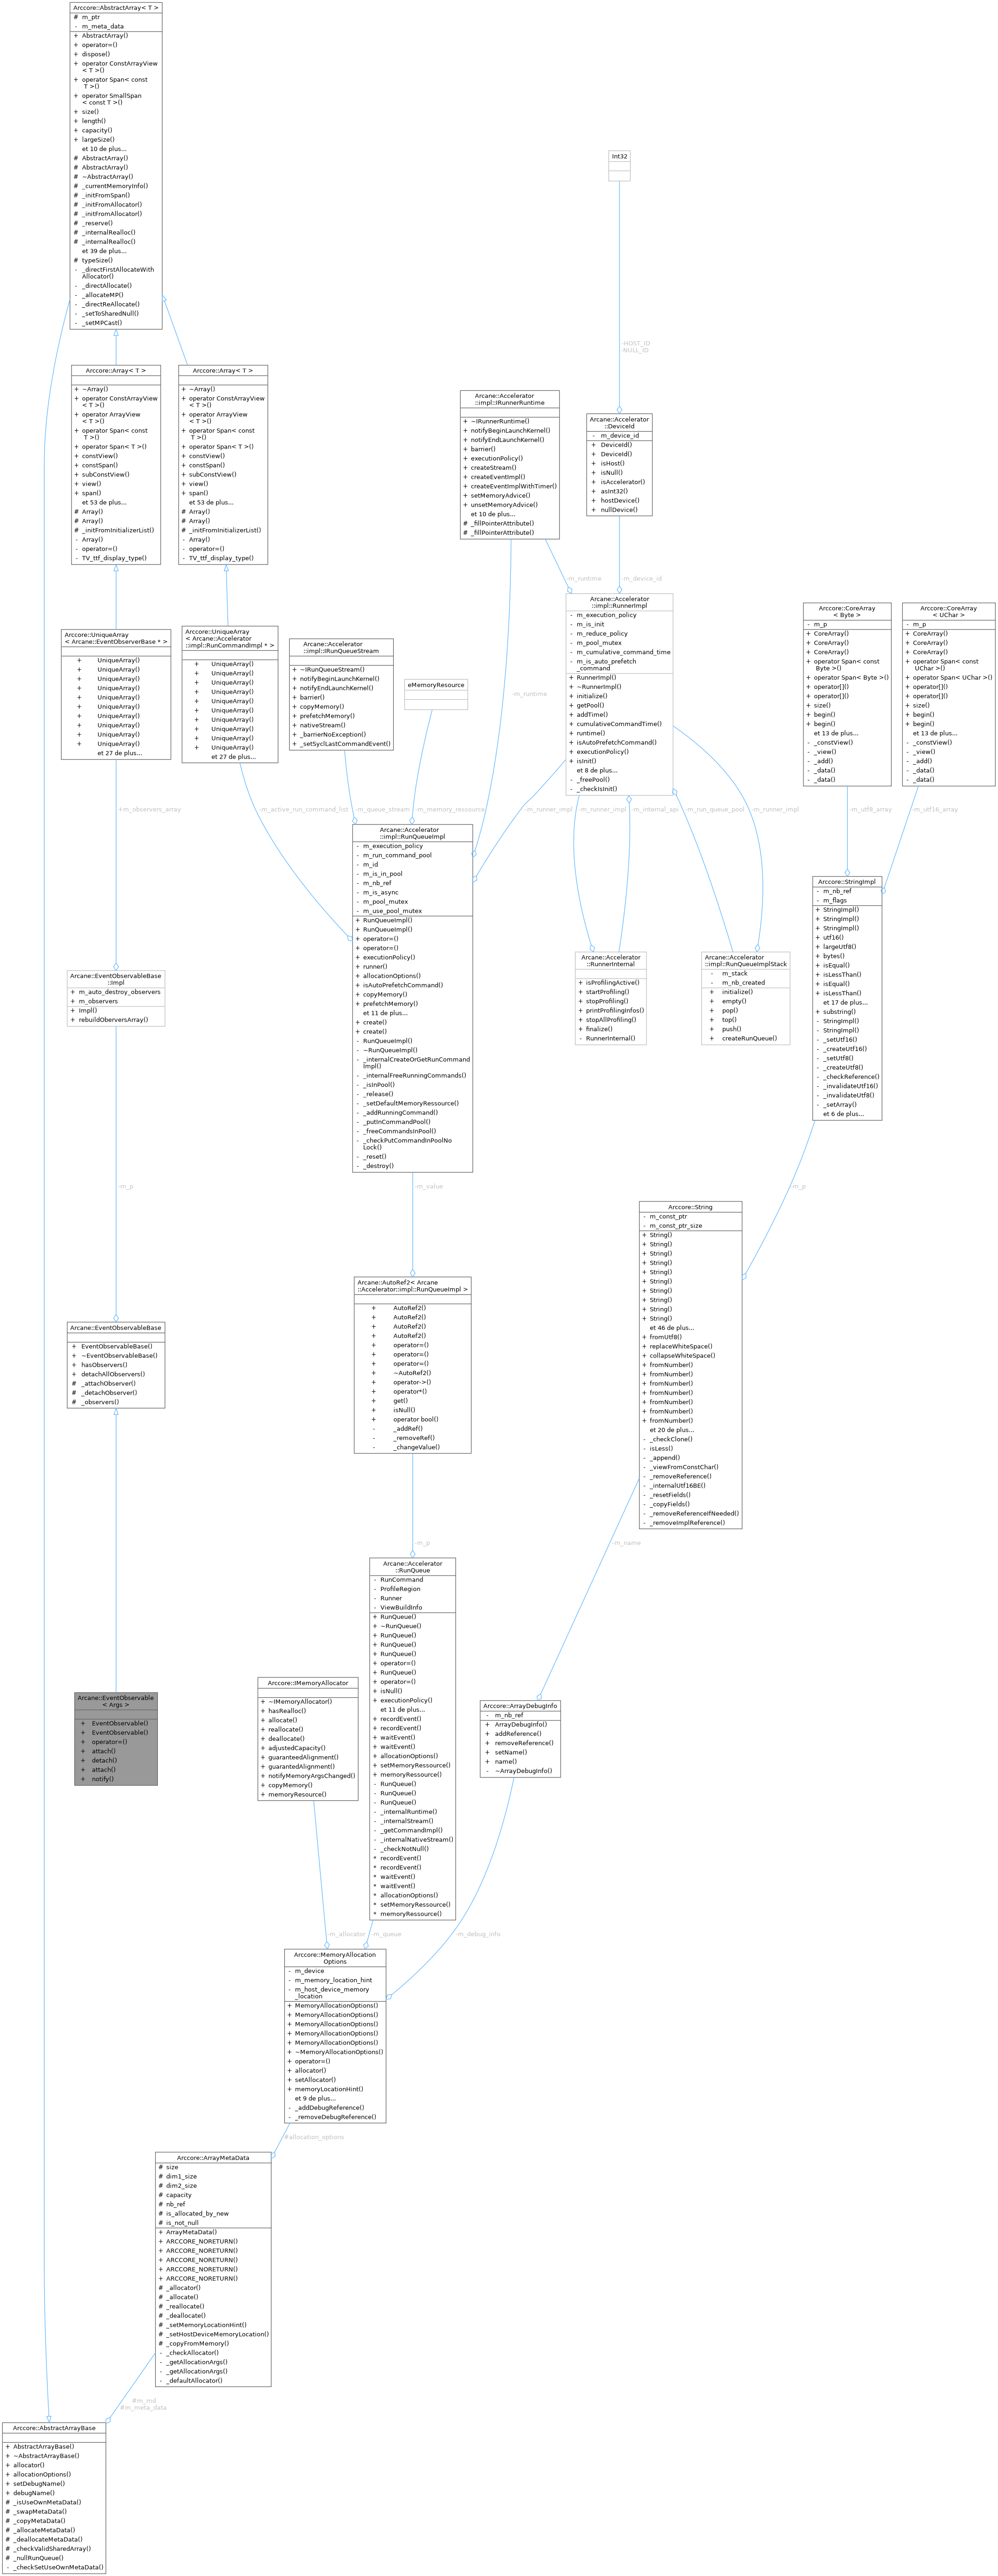 Arccore::AbstractArray< T >
# m_ptr
- m_meta_data
+ AbstractArray()
+ operator=()
+ dispose()
+ operator ConstArrayView
< T >()
+ operator Span< const
 T >()
+ operator SmallSpan
< const T >()
+ size()
+ length()
+ capacity()
+ largeSize()
et 10 de plus...
# AbstractArray()
# AbstractArray()
# ~AbstractArray()
# _currentMemoryInfo()
# _initFromSpan()
# _initFromAllocator()
# _initFromAllocator()
# _reserve()
# _internalRealloc()
# _internalRealloc()
et 39 de plus...
# typeSize()
- _directFirstAllocateWith
Allocator()
- _directAllocate()
- _allocateMP()
- _directReAllocate()
- _setToSharedNull()
- _setMPCast()
Int32
-HOST_ID
-NULL_ID
Arccore::Array< T >
+ ~Array()
+ operator ConstArrayView
< T >()
+ operator ArrayView
< T >()
+ operator Span< const
 T >()
+ operator Span< T >()
+ constView()
+ constSpan()
+ subConstView()
+ view()
+ span()
et 53 de plus...
# Array()
# Array()
# _initFromInitializerList()
- Array()
- operator=()
- TV_ttf_display_type()
Arccore::Array< T >
+ ~Array()
+ operator ConstArrayView
< T >()
+ operator ArrayView
< T >()
+ operator Span< const
 T >()
+ operator Span< T >()
+ constView()
+ constSpan()
+ subConstView()
+ view()
+ span()
et 53 de plus...
# Array()
# Array()
# _initFromInitializerList()
- Array()
- operator=()
- TV_ttf_display_type()
Arcane::Accelerator
::impl::IRunnerRuntime
+ ~IRunnerRuntime()
+ notifyBeginLaunchKernel()
+ notifyEndLaunchKernel()
+ barrier()
+ executionPolicy()
+ createStream()
+ createEventImpl()
+ createEventImplWithTimer()
+ setMemoryAdvice()
+ unsetMemoryAdvice()
et 10 de plus...
# _fillPointerAttribute()
# _fillPointerAttribute()
Arcane::Accelerator
::DeviceId
- m_device_id
+ DeviceId()
+ DeviceId()
+ isHost()
+ isNull()
+ isAccelerator()
+ asInt32()
+ hostDevice()
+ nullDevice()
-m_runtime
-m_device_id
Arccore::UniqueArray
< Arcane::EventObserverBase * >
+ UniqueArray()
+ UniqueArray()
+ UniqueArray()
+ UniqueArray()
+ UniqueArray()
+ UniqueArray()
+ UniqueArray()
+ UniqueArray()
+ UniqueArray()
+ UniqueArray()
et 27 de plus...
Arccore::UniqueArray
< Arcane::Accelerator
::impl::RunCommandImpl * >
+ UniqueArray()
+ UniqueArray()
+ UniqueArray()
+ UniqueArray()
+ UniqueArray()
+ UniqueArray()
+ UniqueArray()
+ UniqueArray()
+ UniqueArray()
+ UniqueArray()
et 27 de plus...
Arcane::Accelerator
::impl::IRunQueueStream
+ ~IRunQueueStream()
+ notifyBeginLaunchKernel()
+ notifyEndLaunchKernel()
+ barrier()
+ copyMemory()
+ prefetchMemory()
+ nativeStream()
+ _barrierNoException()
+ _setSyclLastCommandEvent()
eMemoryResource
-m_runtime
Arcane::Accelerator
::impl::RunnerImpl
- m_execution_policy
- m_is_init
- m_reduce_policy
- m_pool_mutex
- m_cumulative_command_time
- m_is_auto_prefetch
_command
+ RunnerImpl()
+ ~RunnerImpl()
+ initialize()
+ getPool()
+ addTime()
+ cumulativeCommandTime()
+ runtime()
+ isAutoPrefetchCommand()
+ executionPolicy()
+ isInit()
et 8 de plus...
- _freePool()
- _checkIsInit()
Arccore::CoreArray
< Byte >
- m_p
+ CoreArray()
+ CoreArray()
+ CoreArray()
+ operator Span< const
 Byte >()
+ operator Span< Byte >()
+ operator[]()
+ operator[]()
+ size()
+ begin()
+ begin()
et 13 de plus...
- _constView()
- _view()
- _add()
- _data()
- _data()
Arccore::CoreArray
< UChar >
- m_p
+ CoreArray()
+ CoreArray()
+ CoreArray()
+ operator Span< const
 UChar >()
+ operator Span< UChar >()
+ operator[]()
+ operator[]()
+ size()
+ begin()
+ begin()
et 13 de plus...
- _constView()
- _view()
- _add()
- _data()
- _data()
+m_observers_array
-m_active_run_command_list
-m_queue_stream
-m_memory_ressource
-m_runner_impl
-m_runner_impl
-m_internal_api
-m_run_queue_pool
-m_runner_impl
-m_utf8_array
-m_utf16_array
Arcane::Accelerator
::impl::RunQueueImpl
- m_execution_policy
- m_run_command_pool
- m_id
- m_is_in_pool
- m_nb_ref
- m_is_async
- m_pool_mutex
- m_use_pool_mutex
+ RunQueueImpl()
+ RunQueueImpl()
+ operator=()
+ operator=()
+ executionPolicy()
+ runner()
+ allocationOptions()
+ isAutoPrefetchCommand()
+ copyMemory()
+ prefetchMemory()
et 11 de plus...
+ create()
+ create()
- RunQueueImpl()
- ~RunQueueImpl()
- _internalCreateOrGetRunCommand
Impl()
- _internalFreeRunningCommands()
- _isInPool()
- _release()
- _setDefaultMemoryRessource()
- _addRunningCommand()
- _putInCommandPool()
- _freeCommandsInPool()
- _checkPutCommandInPoolNo
Lock()
- _reset()
- _destroy()
Arccore::StringImpl
- m_nb_ref
- m_flags
+ StringImpl()
+ StringImpl()
+ StringImpl()
+ utf16()
+ largeUtf8()
+ bytes()
+ isEqual()
+ isLessThan()
+ isEqual()
+ isLessThan()
et 17 de plus...
+ substring()
- StringImpl()
- StringImpl()
- _setUtf16()
- _createUtf16()
- _setUtf8()
- _createUtf8()
- _checkReference()
- _invalidateUtf16()
- _invalidateUtf8()
- _setArray()
et 6 de plus...
Arcane::EventObservableBase
::Impl
+ m_auto_destroy_observers
+ m_observers
+ Impl()
+ rebuildOberversArray()
Arcane::Accelerator
::RunnerInternal
+ isProfilingActive()
+ startProfiling()
+ stopProfiling()
+ printProfilingInfos()
+ stopAllProfiling()
+ finalize()
- RunnerInternal()
Arcane::Accelerator
::impl::RunQueueImplStack
- m_stack
- m_nb_created
+ initialize()
+ empty()
+ pop()
+ top()
+ push()
+ createRunQueue()
-m_p
-m_value
-m_p
Arccore::String
- m_const_ptr
- m_const_ptr_size
+ String()
+ String()
+ String()
+ String()
+ String()
+ String()
+ String()
+ String()
+ String()
+ String()
et 46 de plus...
+ fromUtf8()
+ replaceWhiteSpace()
+ collapseWhiteSpace()
+ fromNumber()
+ fromNumber()
+ fromNumber()
+ fromNumber()
+ fromNumber()
+ fromNumber()
+ fromNumber()
et 20 de plus...
- _checkClone()
- isLess()
- _append()
- _viewFromConstChar()
- _removeReference()
- _internalUtf16BE()
- _resetFields()
- _copyFields()
- _removeReferenceIfNeeded()
- _removeImplReference()
Arcane::AutoRef2< Arcane
::Accelerator::impl::RunQueueImpl >
+ AutoRef2()
+ AutoRef2()
+ AutoRef2()
+ AutoRef2()
+ operator=()
+ operator=()
+ operator=()
+ ~AutoRef2()
+ operator->()
+ operator*()
+ get()
+ isNull()
+ operator bool()
- _addRef()
- _removeRef()
- _changeValue()
Arcane::EventObservableBase
+ EventObservableBase()
+ ~EventObservableBase()
+ hasObservers()
+ detachAllObservers()
# _attachObserver()
# _detachObserver()
# _observers()
-m_p
-m_name
Arcane::Accelerator
::RunQueue
- RunCommand
- ProfileRegion
- Runner
- ViewBuildInfo
+ RunQueue()
+ ~RunQueue()
+ RunQueue()
+ RunQueue()
+ RunQueue()
+ operator=()
+ RunQueue()
+ operator=()
+ isNull()
+ executionPolicy()
et 11 de plus...
+ recordEvent()
+ recordEvent()
+ waitEvent()
+ waitEvent()
+ allocationOptions()
+ setMemoryRessource()
+ memoryRessource()
- RunQueue()
- RunQueue()
- RunQueue()
- _internalRuntime()
- _internalStream()
- _getCommandImpl()
- _internalNativeStream()
- _checkNotNull()
* recordEvent()
* recordEvent()
* waitEvent()
* waitEvent()
* allocationOptions()
* setMemoryRessource()
* memoryRessource()
Arccore::IMemoryAllocator
+ ~IMemoryAllocator()
+ hasRealloc()
+ allocate()
+ reallocate()
+ deallocate()
+ adjustedCapacity()
+ guaranteedAlignment()
+ guarantedAlignment()
+ notifyMemoryArgsChanged()
+ copyMemory()
+ memoryResource()
Arcane::EventObservable
< Args >
+ EventObservable()
+ EventObservable()
+ operator=()
+ attach()
+ detach()
+ attach()
+ notify()
Arccore::ArrayDebugInfo
- m_nb_ref
+ ArrayDebugInfo()
+ addReference()
+ removeReference()
+ setName()
+ name()
- ~ArrayDebugInfo()
-m_allocator
-m_queue
-m_debug_info
Arccore::MemoryAllocation
Options
- m_device
- m_memory_location_hint
- m_host_device_memory
_location
+ MemoryAllocationOptions()
+ MemoryAllocationOptions()
+ MemoryAllocationOptions()
+ MemoryAllocationOptions()
+ MemoryAllocationOptions()
+ ~MemoryAllocationOptions()
+ operator=()
+ allocator()
+ setAllocator()
+ memoryLocationHint()
et 9 de plus...
- _addDebugReference()
- _removeDebugReference()
#allocation_options
Arccore::ArrayMetaData
# size
# dim1_size
# dim2_size
# capacity
# nb_ref
# is_allocated_by_new
# is_not_null
+ ArrayMetaData()
+ ARCCORE_NORETURN()
+ ARCCORE_NORETURN()
+ ARCCORE_NORETURN()
+ ARCCORE_NORETURN()
+ ARCCORE_NORETURN()
# _allocator()
# _allocate()
# _reallocate()
# _deallocate()
# _setMemoryLocationHint()
# _setHostDeviceMemoryLocation()
# _copyFromMemory()
- _checkAllocator()
- _getAllocationArgs()
- _getAllocationArgs()
- _defaultAllocator()
#m_md
#m_meta_data
Arccore::AbstractArrayBase
+ AbstractArrayBase()
+ ~AbstractArrayBase()
+ allocator()
+ allocationOptions()
+ setDebugName()
+ debugName()
# _isUseOwnMetaData()
# _swapMetaData()
# _copyMetaData()
# _allocateMetaData()
# _deallocateMetaData()
# _checkValidSharedArray()
# _nullRunQueue()
- _checkSetUseOwnMetaData()